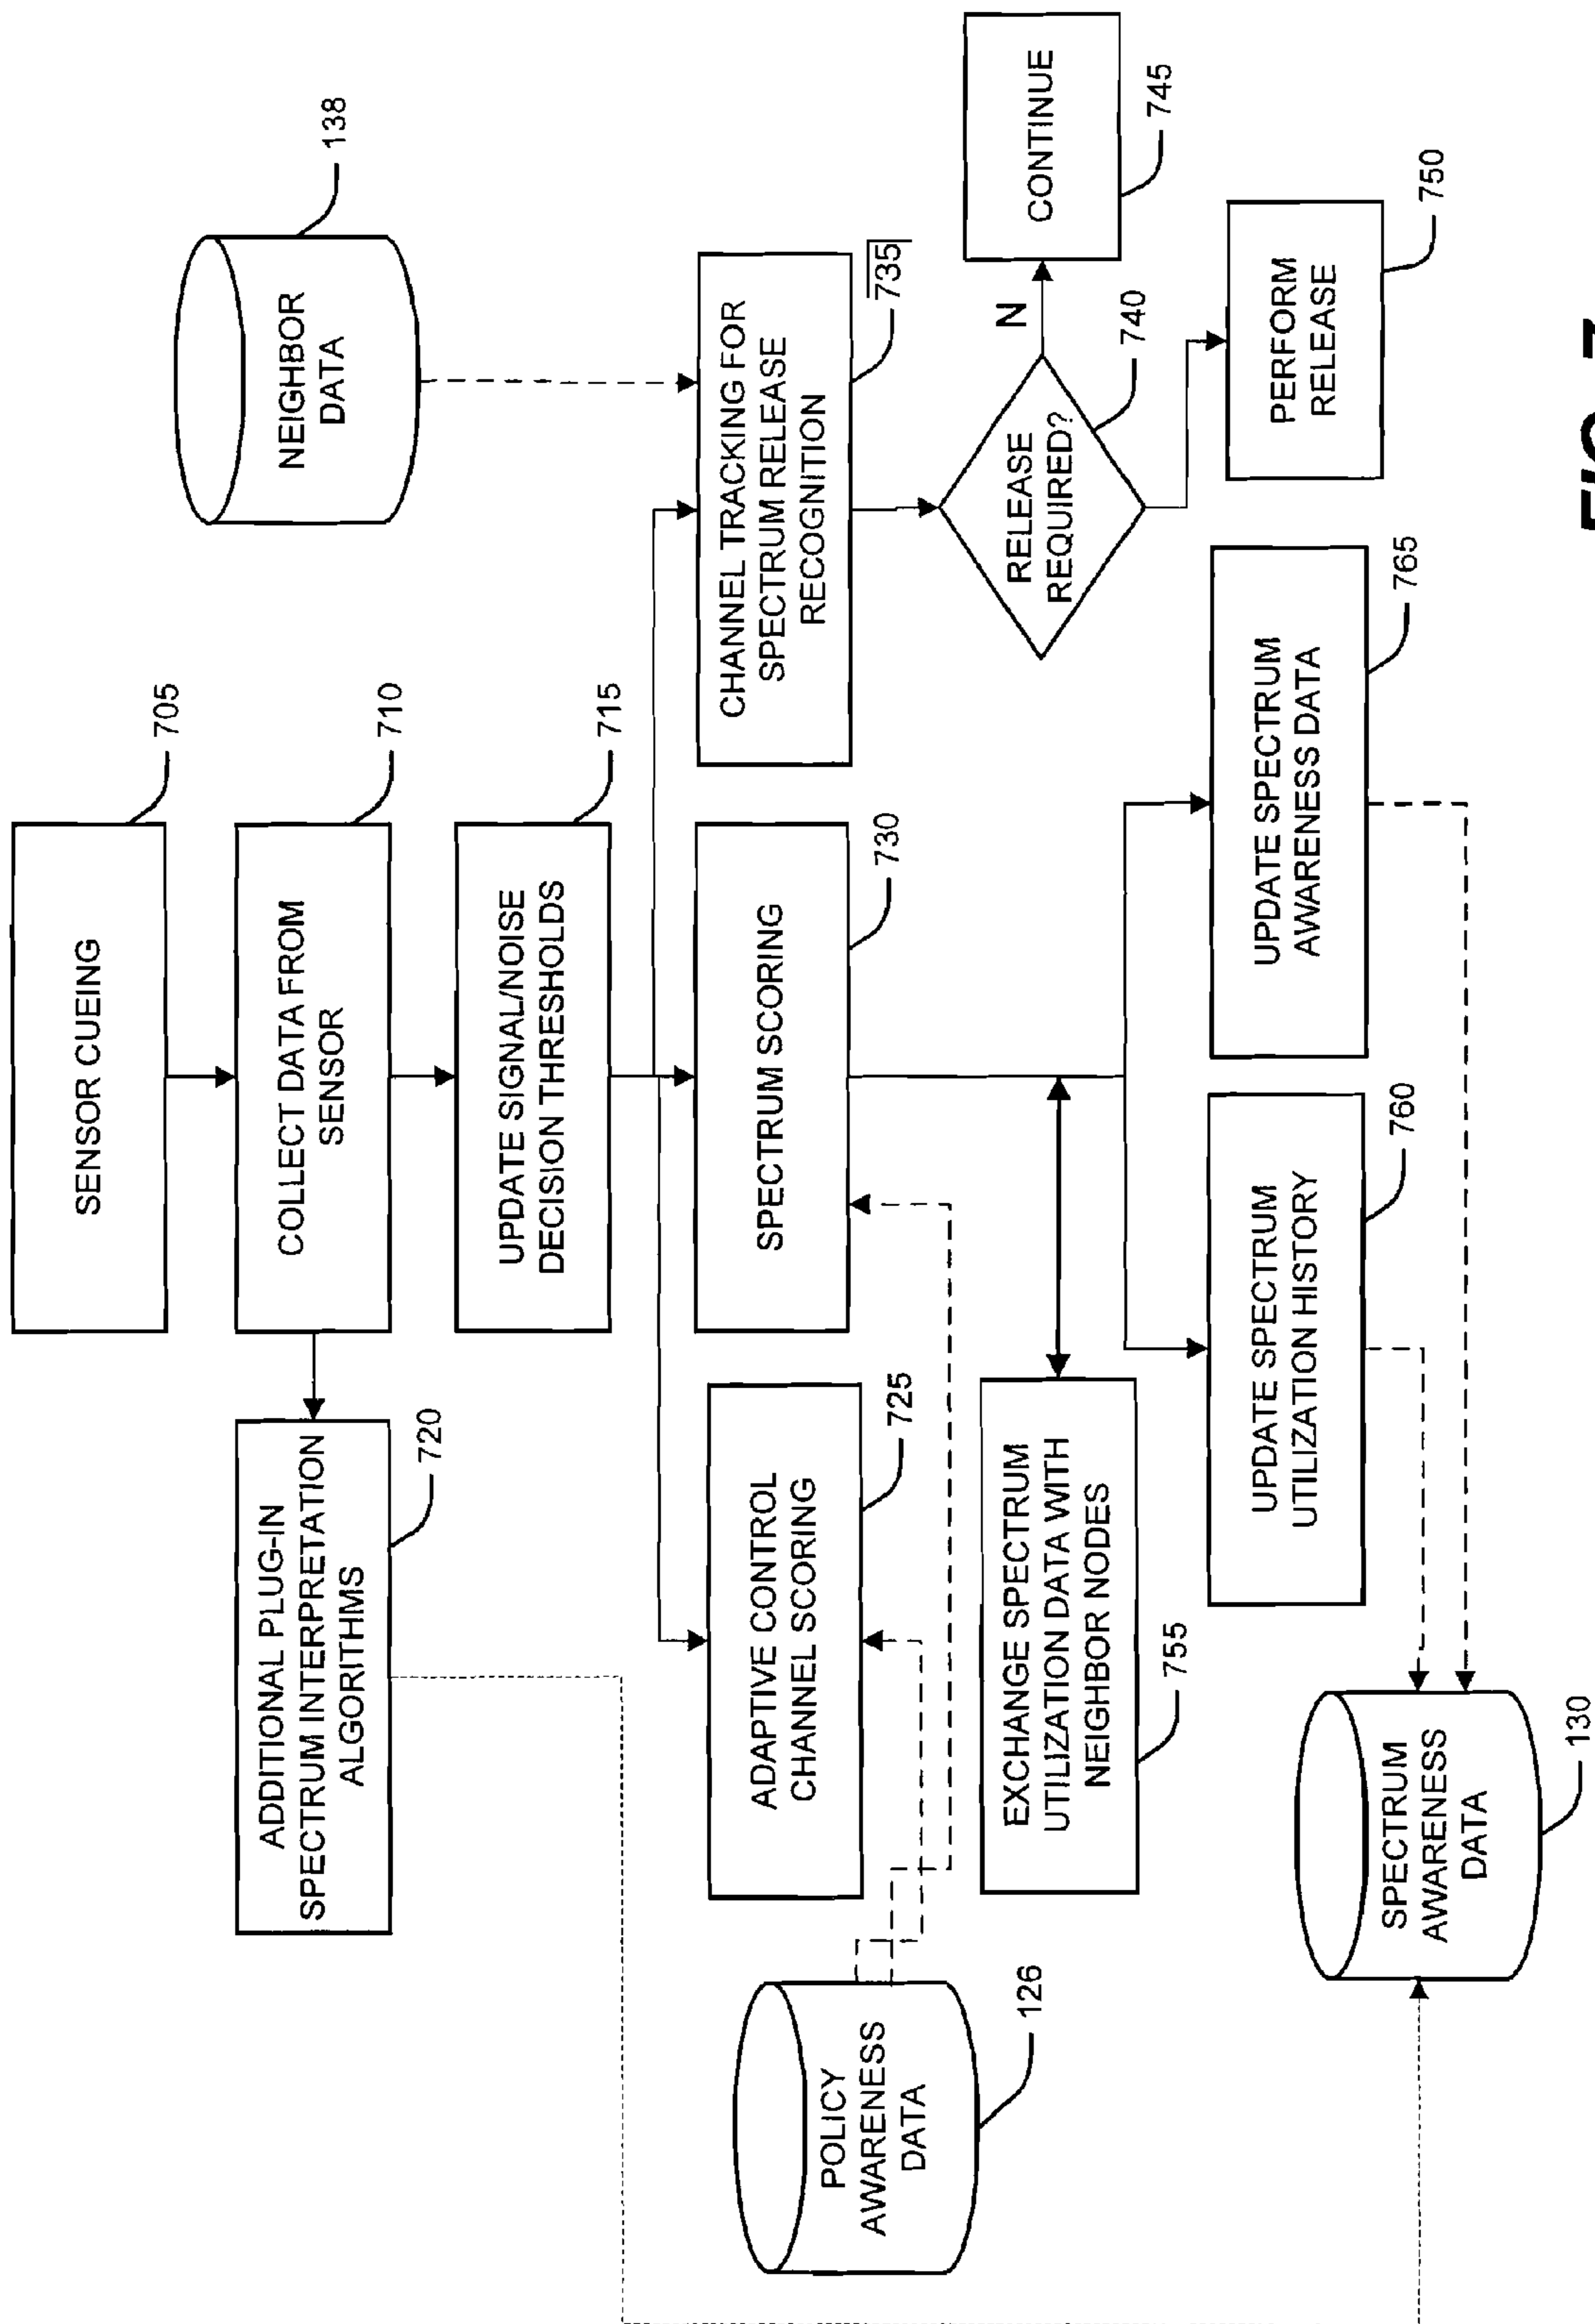 SENSOR CUEING
705
COLLECT DATA FROM
SENSOR
710
ADDITIONAL PLUG-IN
SPECTRUM INTERPRETATION
ALGORITHMS
720
UPDATE SIGNAL/NOISE
DECISION THRESHOLDS
715
NEIGHBOR
DATA
138
POLICY
AWARENESS
DATA
126
ADAPTIVE CONTROL
CHANNEL SCORING
725
SPECTRUM SCORING
730
CHANNEL TRACKING FOR
SPECTRUM RELEASE
RECOGNITION
735
EXCHANGE SPECTRUM
UTILIZATION DATA WITH
NEIGHBOR NODES
755
RELEASE
REQUIRED?
740
N
CONTINUE
745
PERFORM
RELEASE
750
UPDATE SPECTRUM
UTILIZATION HISTORY
760
UPDATE SPECTRUM
AWARENESS DATA
765
SPECTRUM
AWARENESS
DATA
130